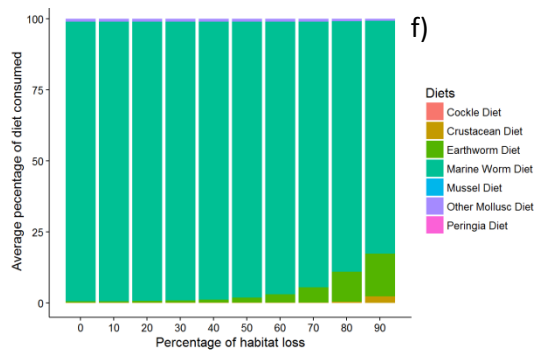 f)
100
75
50
25
0
Average pecentage of diet consumed
0 10 20 30 40 50 60 70 80 90
Percentage of habitat loss
Diets
Cockle Diet
Crustacean Diet
Earthworm Diet
Marine Worm Diet
Mussel Diet
Other Mollusc Diet
Peringia Diet